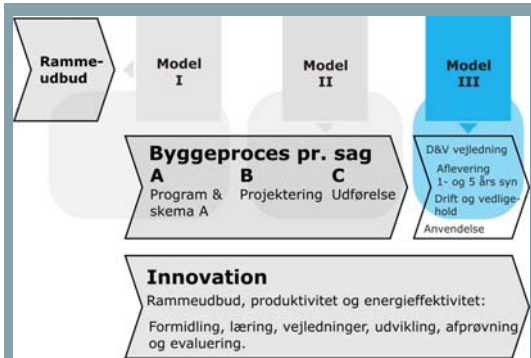 Ramme-
udbud
Model
I
Model
II
Model
III
Byggeproces pr. sag
A B C
Program & Projektering Udførelse
skema A
D&V vejledning
Aflevering
1- og 5 års syn
Drift og vedlige-
hold
Anvendelse
Innovation
Rammeudbud, produktivitet og energieffektivitet:
Formidling, læring, vejledninger, udvikling, afprøvning
og evaluering.